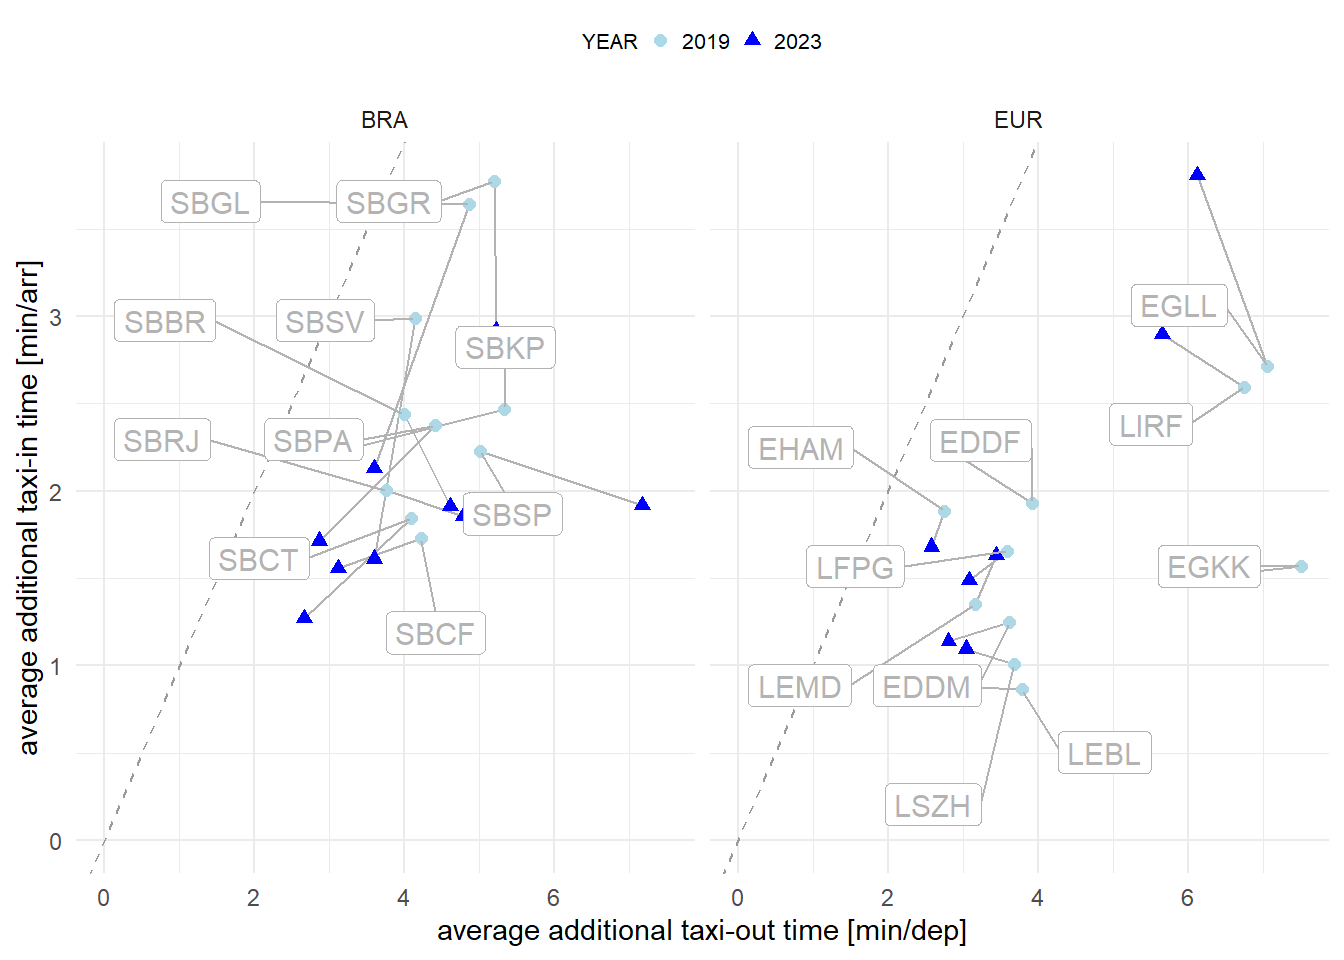 YEAR 2019 2023
BRA
EUR
SBGL
SBGR
SBBR
SBSV
SBKP
SBRJ
SBPA
SBSP
SBCT
SBCF
EGLL
LIRF
EHAM
EDDF
LFPG
EGKK
LEMD
EDDM
LEBL
LSZH
3
2
1
0
0 2 4 6
0 2 4 6
average additional taxi-out time [min/dep]
average additional taxi-in time [min/arr]